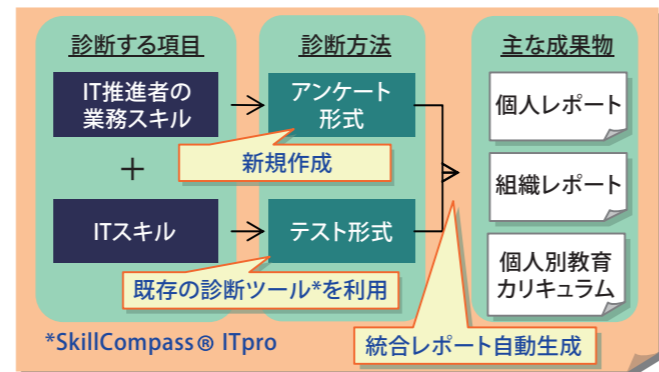 診断する項目
診断方法
主な成果物
IT推進者の
業務スキル
アンケート
形式
個人レポート
新規作成
+
組織レポート
ITスキル
テスト形式
個人別教育
カリキュラム
既存の診断ツール*を利用
*SkillCompass® ITpro
統合レポート自動生成